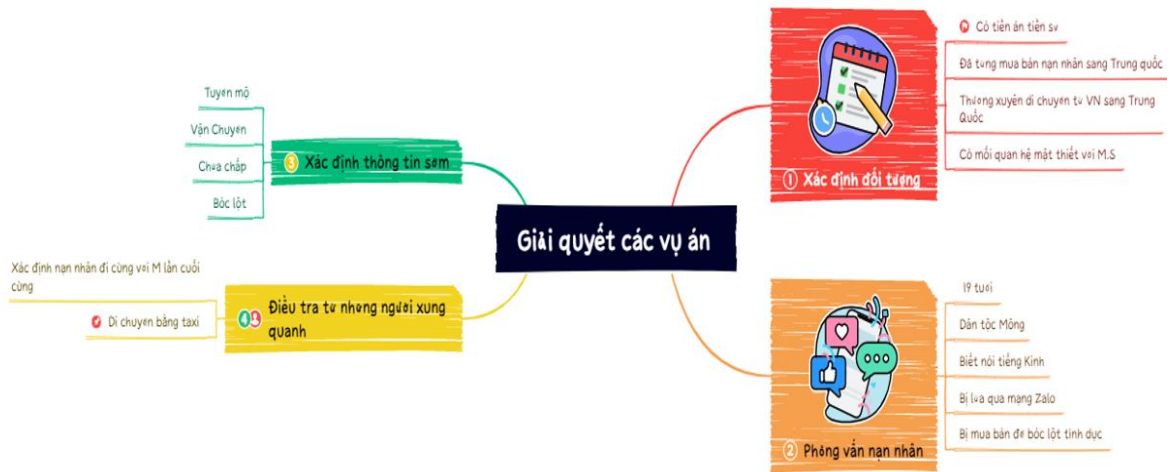 Giải quyết các vụ án
① Xác định đối tượng
Có tiền án tiền sự
Đã từng mua bán nạn nhân sang Trung quốc
Thường xuyên di chuyển từ VN sang Trung
Quốc
Có mối quan hệ mật thiết với M.S
② Phỏng vấn nạn nhân
19 tuổi
Dân tộc Mông
Biết nói tiếng Kinh
Bị lừa qua mạng Zalo
Bị mua bán để bóc lột tình dục
3 Xác định thông tin sớm
Tuyển mộ
Vận Chuyển
Chứa chấp
Bóc lột
4 Điều tra từ những người xung
quanh
Xác định nạn nhân đi cùng với M lần cuối
cùng
Di chuyển bằng taxi